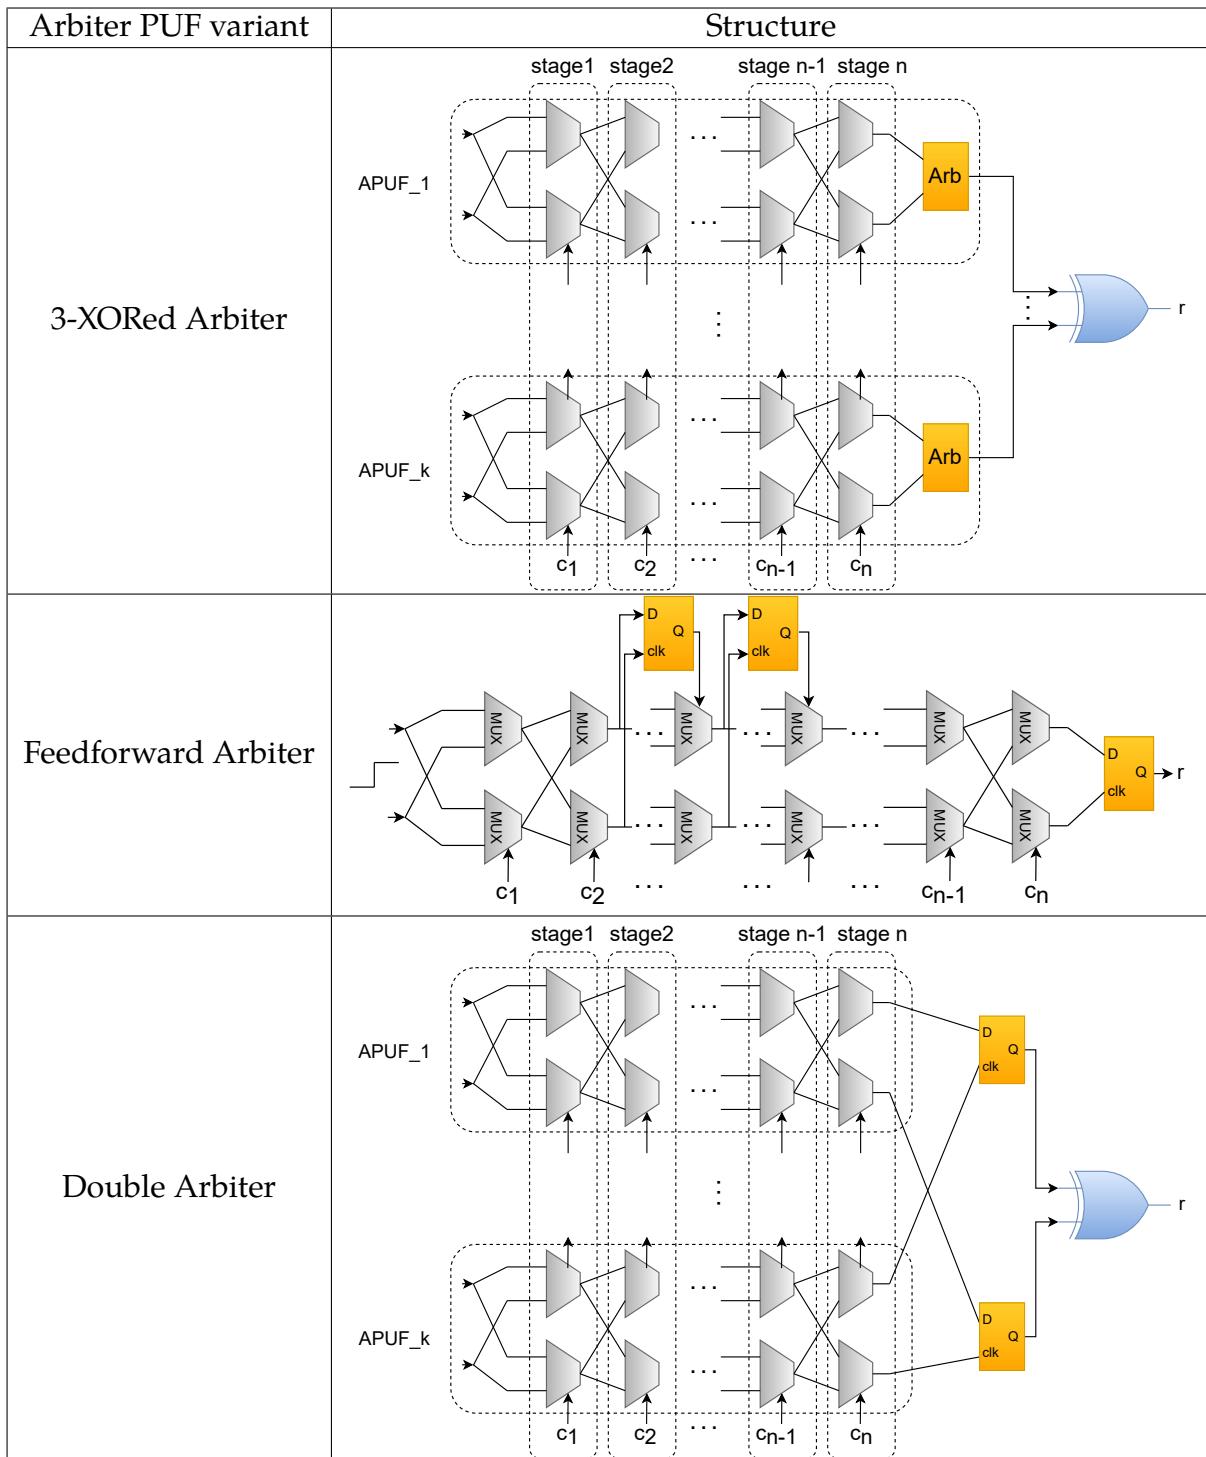 Arbiter PUF variant Structure
stage1 stage2 stage n-1 stage n
APUF_1
. . .
. . .
Arb
3-XORed Arbiter
r
APUF_k
. . .
. . .
Arb
c1 c2 . . . cn-1 cn
D Q clk D Q clk
Feedforward Arbiter
MUX MUX MUX MUX MUX MUX
D Q clk r
MUX MUX MUX MUX MUX MUX
c1 c2 . . . . . . . . . cn-1 cn
stage1 stage2 stage n-1 stage n
APUF_1
. . .
. . .
D Q clk
Double Arbiter
r
APUF_k
. . .
. . .
D Q clk
c1 c2 . . . cn-1 cn